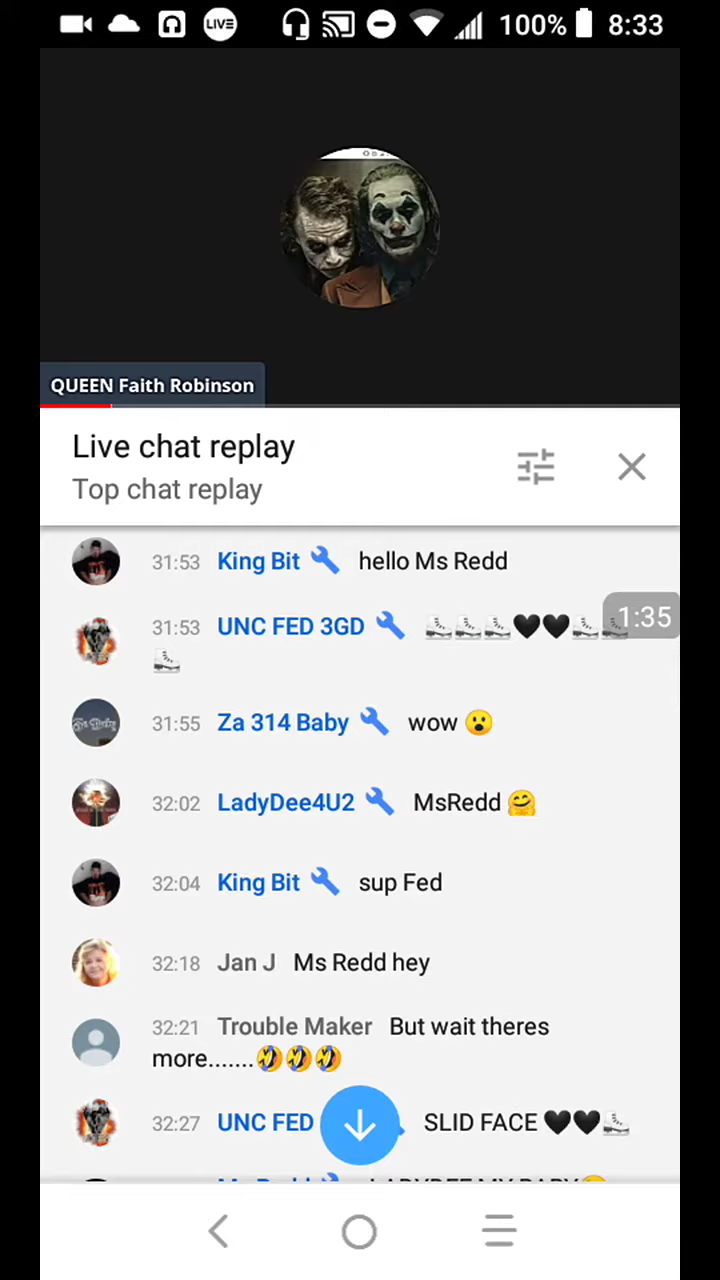 LIVE 100% 8:33
QUEEN Faith Robinson
Live chat replay
Top chat replay
31:53 King Bit hello Ms Redd
1:35
31:53 UNC FED 3GD ⛸⛸⛸🖤🖤⛸⛸
⛸
31:55 Za 314 Baby wow 😮
32:02 LadyDee4U2 MsRedd 🤗
32:04 King Bit sup Fed
32:18 Jan J Ms Redd hey
32:21 Trouble Maker But wait theres
more.......🤣🤣🤣
32:27 UNC FED SLID FACE 🖤🖤⛸